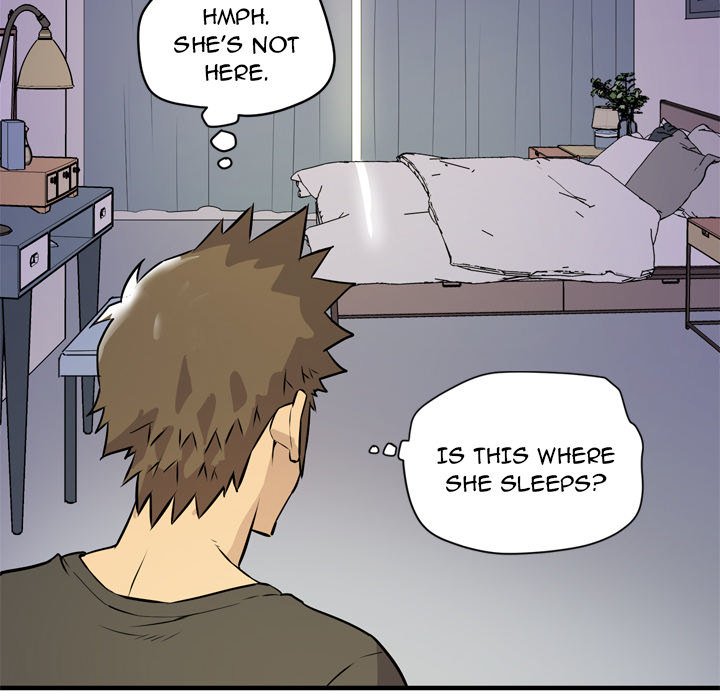 HMPH.
SHE'S NOT
HERE.
IS THIS WHERE
SHE SLEEPS?